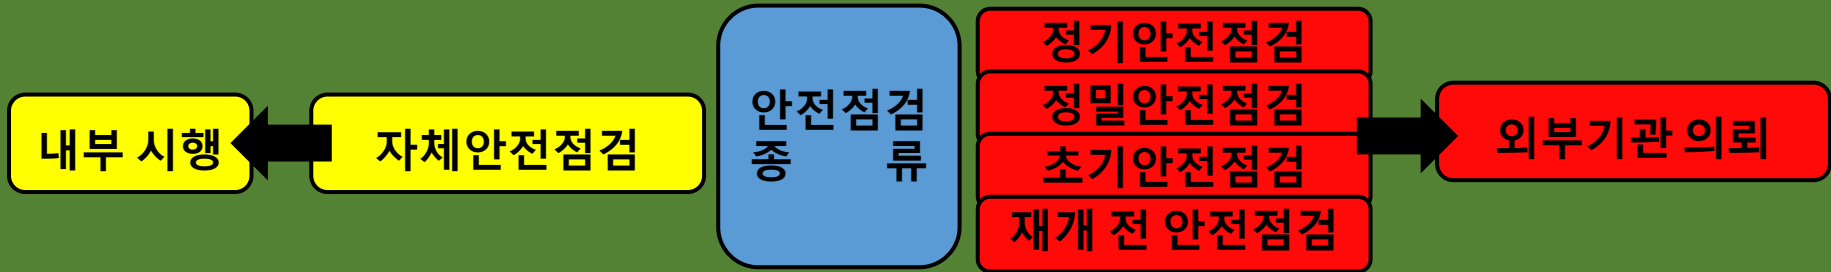 내부 시행
자체안전점검
안전점검
종 류
정기안전점검
정밀안전점검
초기안전점검
재개 전 안전점검
외부기관 의뢰